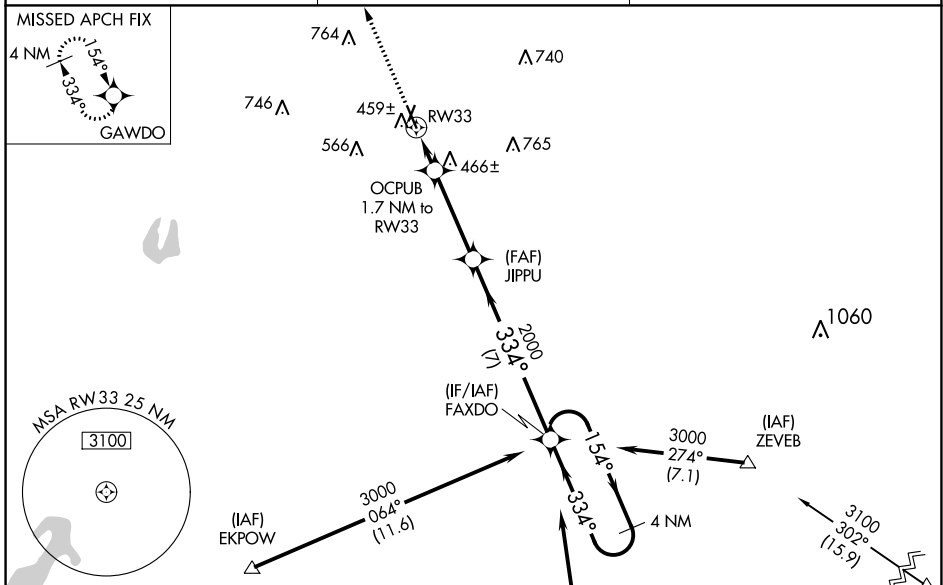 MISSED APCH FIX
4 NM
154°
334°
GAWDO
764
740
746
459±
RW33
566
765
466±
OCPUB
1.7 NM to
RW33
(FAF)
JIPPU
1060
2000
334°
(7)
(IF/IAF)
FAXDO
MSA RW33 25 NM
3100
154°
334°
4 NM
3000
274°
(7.1)
(IAF)
ZEVEB
3000
064°
(11.6)
(IAF)
EKPOW
3100
302°
(15.9)